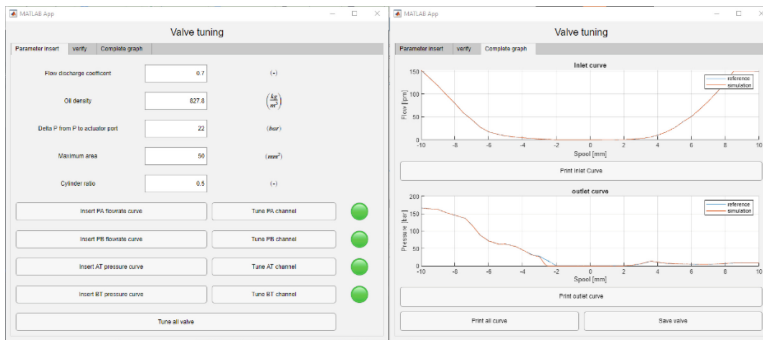 MATLAB App
Valve tuning
Parameter insert verify Complete graph
Flow discharge coefficent 0.7 (-)
Oil density 827.8 (kg/m³)
Delta P from P to actuator port 22 (bar)
Maximum area 50 (mm²)
Cylinder ratio 0.5 (-)
Insert PA flowrate curve Tune PA channel
Insert PB flowrate curve Tune PB channel
Insert AT pressure curve Tune AT channel
Insert BT pressure curve Tune BT channel
Tune all valve
MATLAB App
Valve tuning
Parameter insert verify Complete graph
Inlet curve
150
100
50
0
Flow [lpm]
reference
simulation
-10 -8 -6 -4 -2 0 2 4 6 8 10
Spool [mm]
Print Inlet Curve
outlet curve
200
150
100
50
0
Pressure [bar]
reference
simulation
-10 -8 -6 -4 -2 0 2 4 6 8 10
Spool [mm]
Print outlet curve
Print all curve Save valve